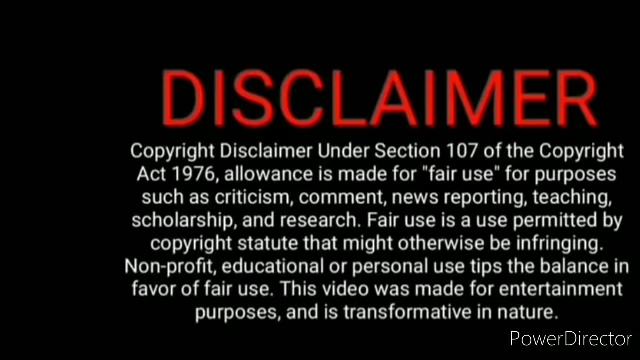 DISCLAIMER
Copyright Disclaimer Under Section 107 of the Copyright
Act 1976, allowance is made for "fair use" for purposes
such as criticism, comment, news reporting, teaching,
scholarship, and research. Fair use is a use permitted by
copyright statute that might otherwise be infringing.
Non-profit, educational or personal use tips the balance in
favor of fair use. This video was made for entertainment
purposes, and is transformative in nature.
PowerDirector